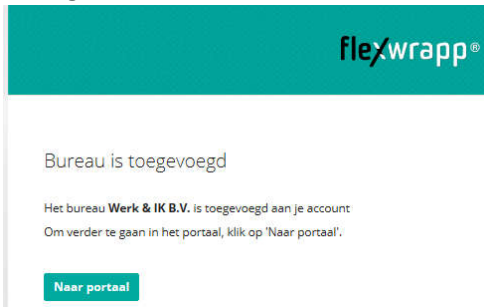 flexwrapp®
Bureau is toegevoegd
Het bureau Werk & IK B.V. is toegevoegd aan je account
Om verder te gaan in het portaal, klik op 'Naar portaal'.
Naar portaal